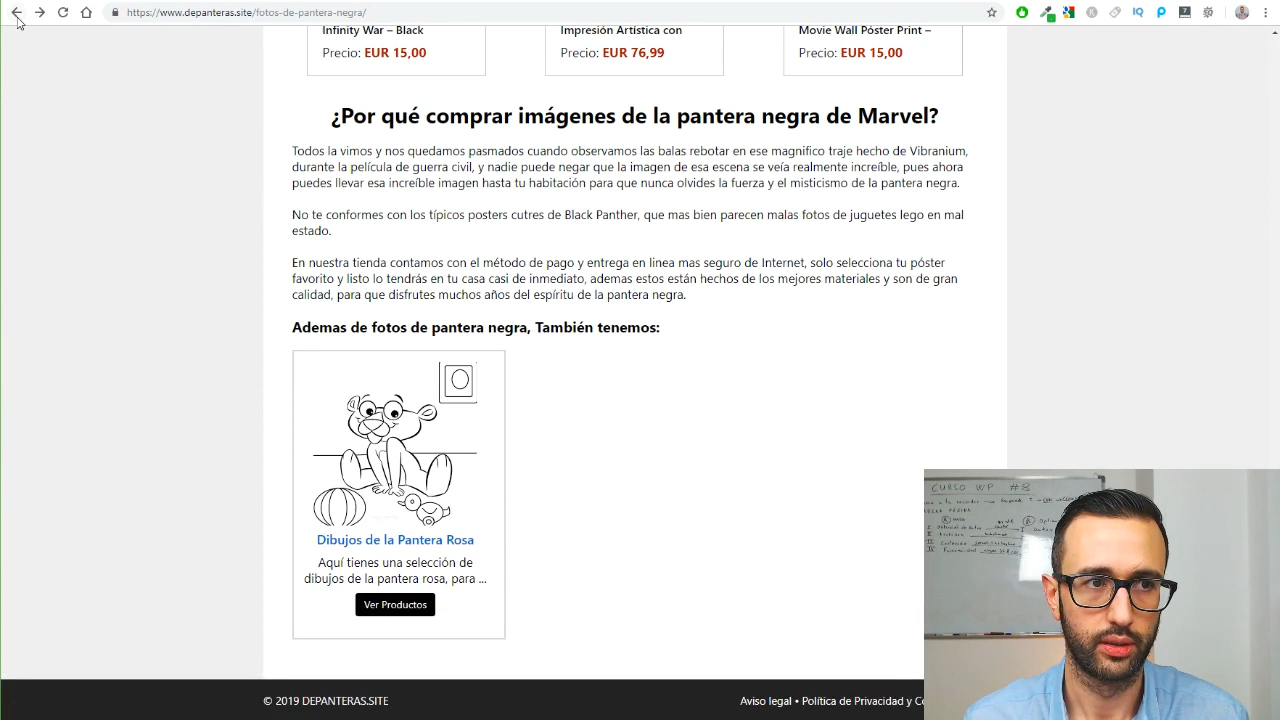 https://www.depanteras.site/fotos-de-pantera-negra/
Infinity War – Black
Precio: EUR 15,00
Impresión Artística con
Precio: EUR 76,99
Movie Wall Póster Print –
Precio: EUR 15,00
¿Por qué comprar imágenes de la pantera negra de Marvel?
Todos la vimos y nos quedamos pasmados cuando observamos las balas rebotar en ese magnifico traje hecho de Vibranium,
durante la película de guerra civil, y nadie puede negar que la imagen de esa escena se veía realmente increíble, pues ahora
puedes llevar esa increíble imagen hasta tu habitación para que nunca olvides la fuerza y el misticismo de la pantera negra.
No te conformes con los típicos posters cutres de Black Panther, que mas bien parecen malas fotos de juguetes lego en mal
estado.
En nuestra tienda contamos con el método de pago y entrega en linea mas seguro de Internet, solo selecciona tu póster
favorito y listo lo tendrás en tu casa casi de inmediato, ademas estos están hechos de los mejores materiales y son de gran
calidad, para que disfrutes muchos años del espíritu de la pantera negra.
Ademas de fotos de pantera negra, También tenemos:
Dibujos de la Pantera Rosa
Aquí tienes una selección de
dibujos de la pantera rosa, para ...
Ver Productos
CURSO WP #8
© 2019 DEPANTERAS.SITE
Aviso legal • Política de Privacidad y